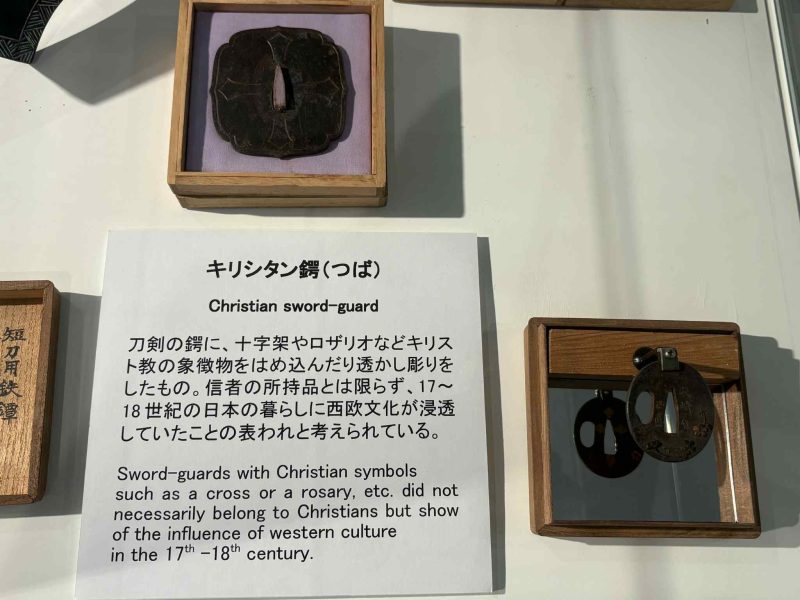 キリシタン鍔(つば)
Christian sword-guard
刀剣の鍔に、十字架やロザリオなどキリス
ト教の象徴物をはめ込んだり透かし彫りを
したもの。信者の所持品とは限らず、17～
18世紀の日本の暮らしに西欧文化が浸透
していたことの表われと考えられている。
Sword-guards with Christian symbols
such as a cross or a rosary, etc. did not
necessarily belong to Christians but show
of the influence of western culture
in the 17th -18th century.
短刀用鉄鐔